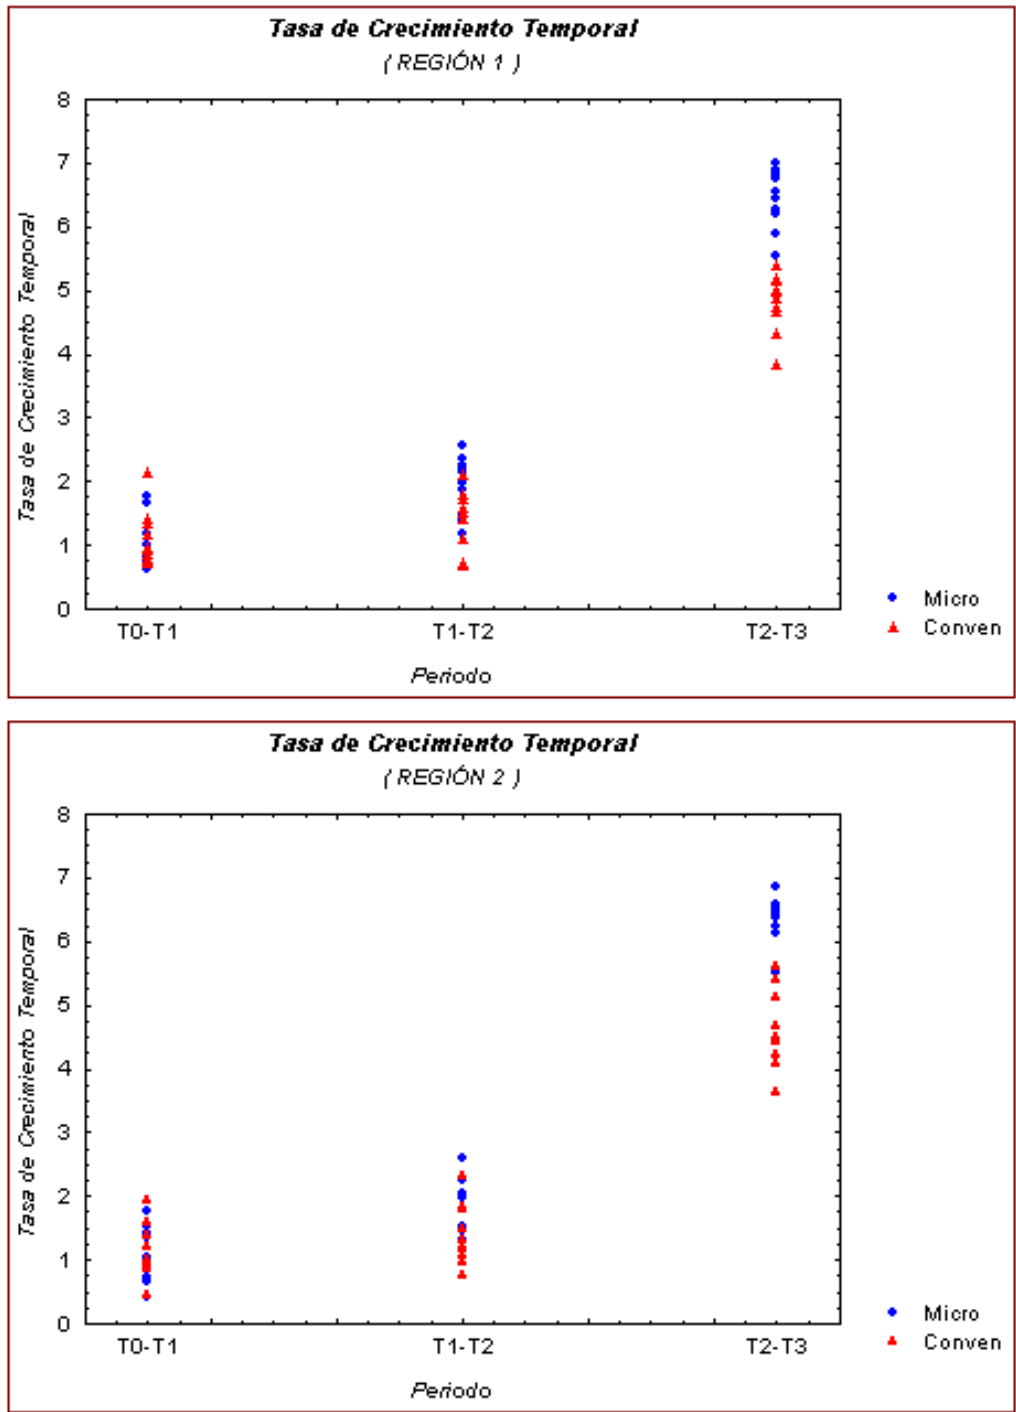 Tasa de Crecimiento Temporal
( REGIÓN 1 )
Tasa de Crecimiento Temporal
8
7
6
5
4
3
2
1
0
T0-T1 T1-T2 T2-T3
Periodo
Micro
Conven
Tasa de Crecimiento Temporal
( REGIÓN 2 )
Tasa de Crecimiento Temporal
8
7
6
5
4
3
2
1
0
T0-T1 T1-T2 T2-T3
Periodo
Micro
Conven